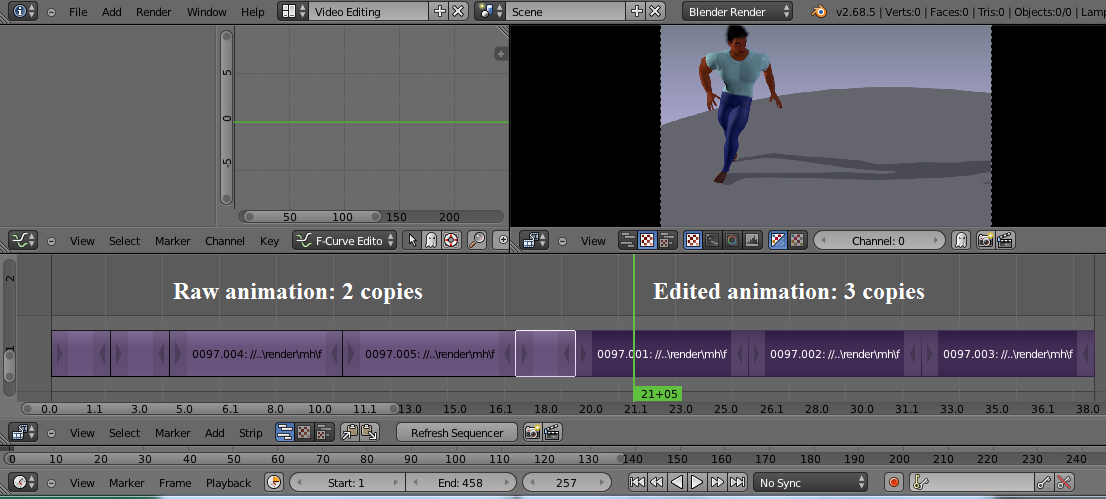 File Add Render Window Help Video Editing Scene Blender Render v2.68.5 | Verts:0 | Faces:0 | Tris:0 | Objects:0/0 | Lamp
5
0
-5
50 100 150 200
View Select Marker Channel Key F-Curve Edito
View Channel: 0
2
Raw animation: 2 copies Edited animation: 3 copies
1
0097.004: //..\render\mh\f 0097.005: //..\render\mh\f 0097.001: //..\render\mh\f 0097.002: //..\render\mh\f 0097.003: //..\render\mh\f
21+05
0.0 1.1 3.0 5.0 6.1 8.0 10.0 11.1 13.0 15.0 16.1 18.0 20.0 21.1 23.0 25.0 26.1 28.0 30.0 31.1 33.0 35.0 36.1 38.0
View Select Marker Add Strip Refresh Sequencer
0 10 20 30 40 50 60 70 80 90 100 110 120 130 140 150 160 170 180 190 200 210 220 230 240
View Marker Frame Playback Start: 1 End: 458 257 No Sync